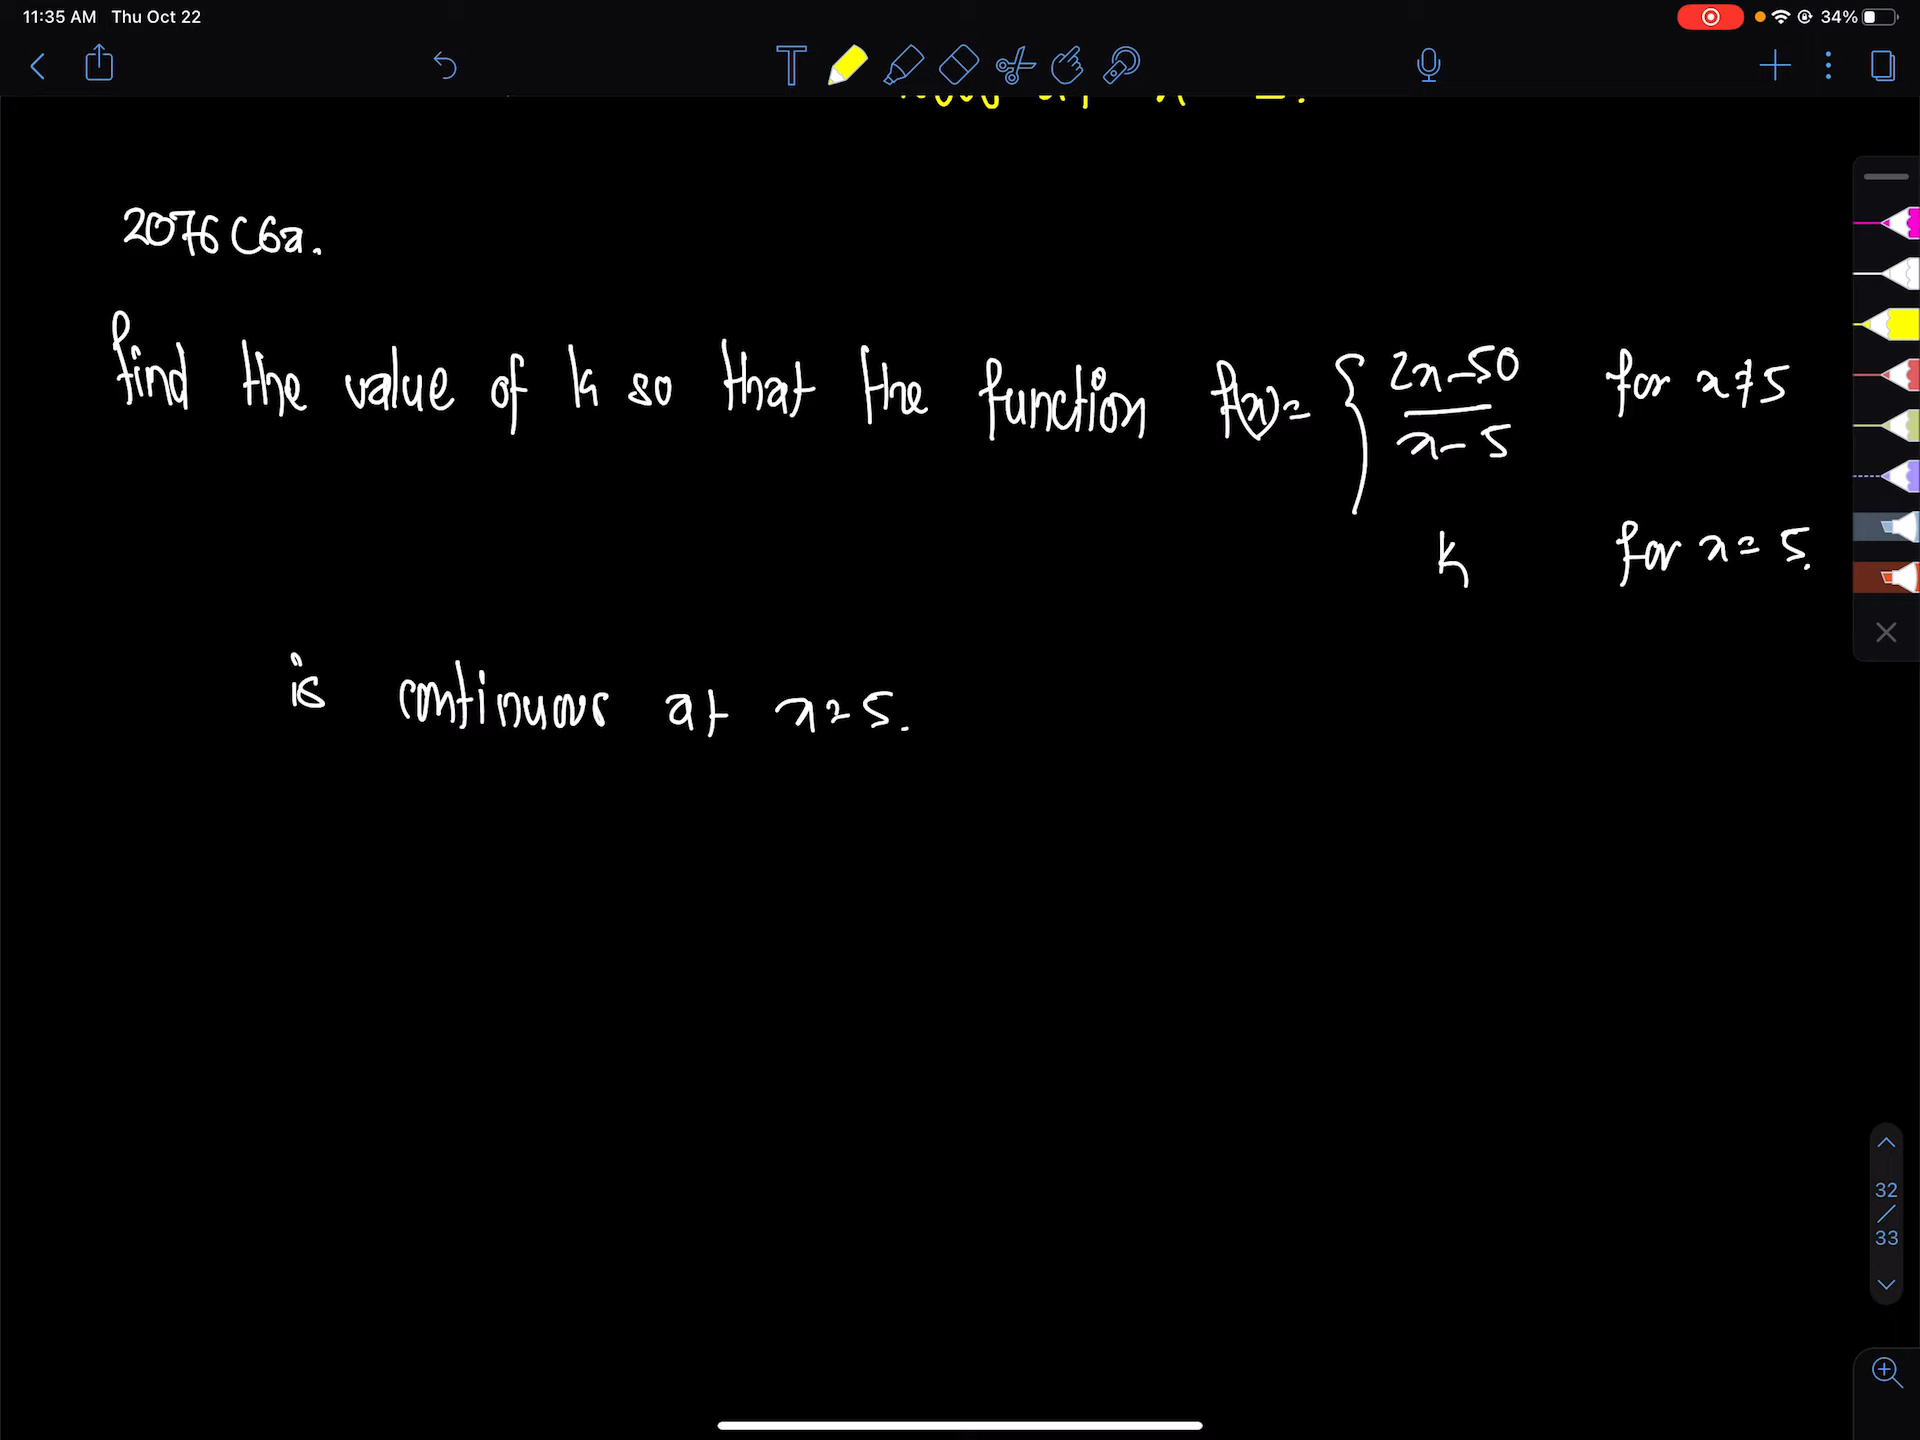 11:35 AM Thu Oct 22
34%
2076 C6a.
find the value of k so that the function f(x)= { 2x-50 for x≠5
x-5
k for x= 5.
is continuous at x=5.
32
/
33